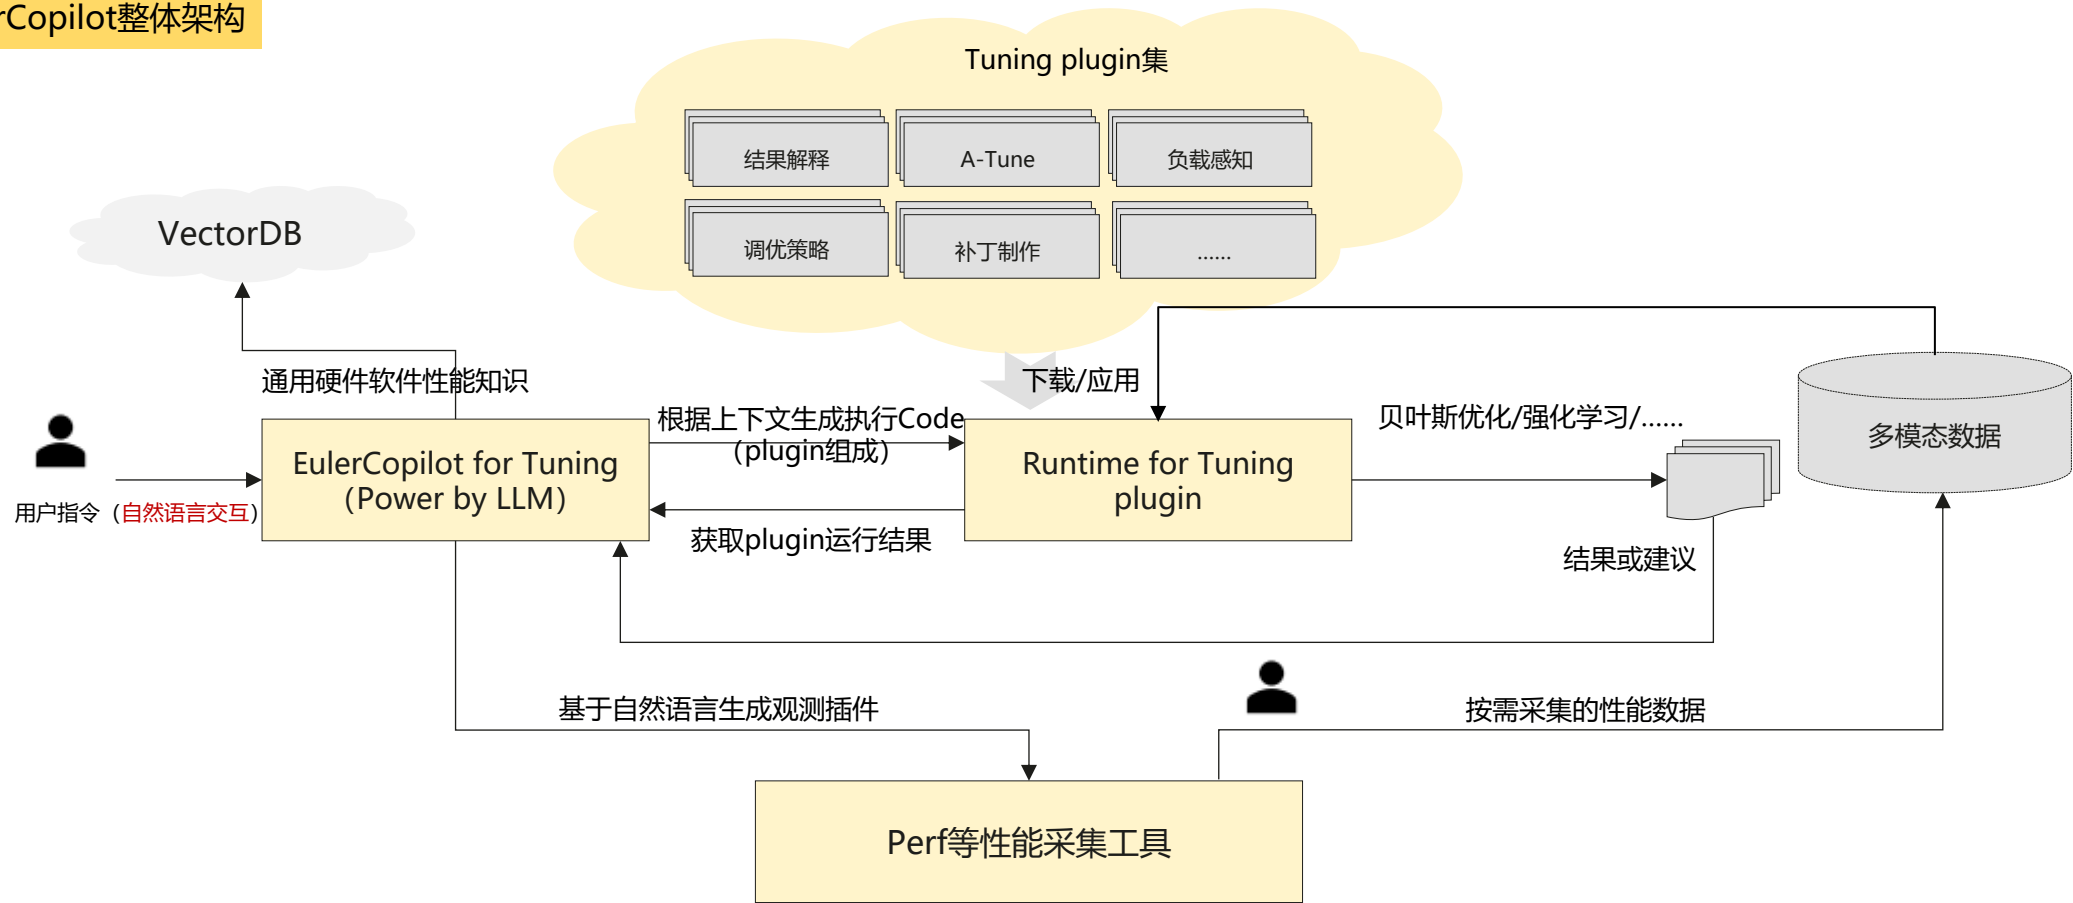 rCopilot整体架构
Tuning plugin集
结果解释
A-Tune
负载感知
调优策略
补丁制作
......
VectorDB
通用硬件软件性能知识
下载/应用
用户指令（自然语言交互）
EulerCopilot for Tuning
（Power by LLM）
根据上下文生成执行Code
（plugin组成）
获取plugin运行结果
Runtime for Tuning
plugin
贝叶斯优化/强化学习/......
结果或建议
多模态数据
基于自然语言生成观测插件
按需采集的性能数据
Perf等性能采集工具